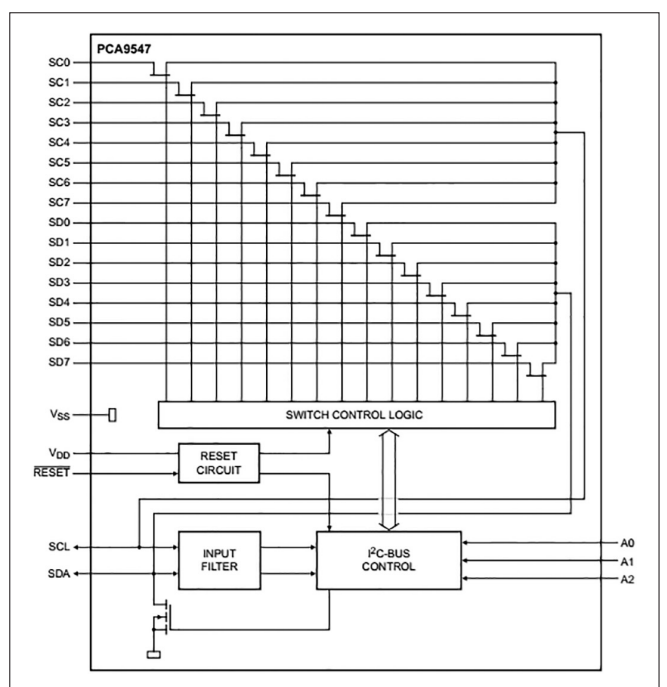 PCA9547
SC0
SC1
SC2
SC3
SC4
SC5
SC6
SC7
SD0
SD1
SD2
SD3
SD4
SD5
SD6
SD7
SWITCH CONTROL LOGIC
VSS
VDD
RESET
RESET
CIRCUIT
SCL
SDA
INPUT
FILTER
I²C-BUS
CONTROL
A0
A1
A2